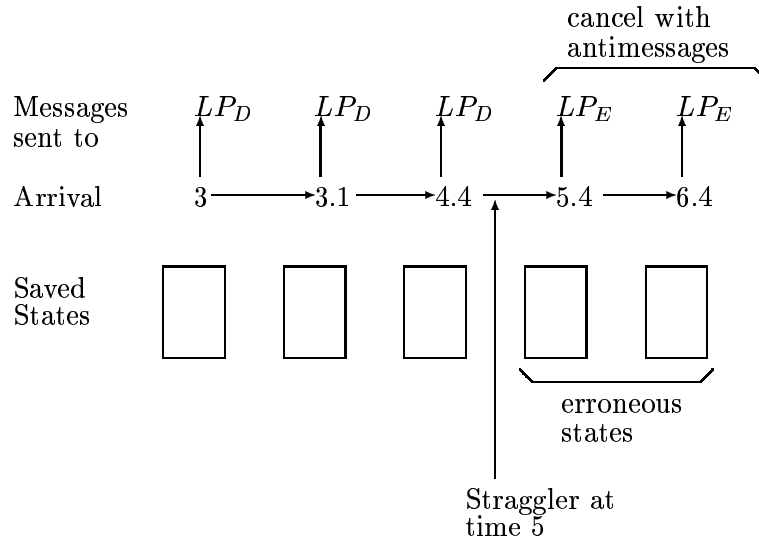 cancel with
antimessages
Messages
sent to
LP_D LP_D LP_D LP_E LP_E
Arrival 3 3.1 4.4 5.4 6.4
Saved
States
erroneous
states
Straggler at
time 5